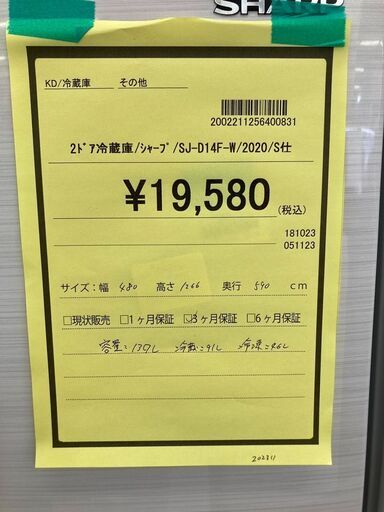 SHARP
KD/冷蔵庫 その他
2002211256400831
2ﾄﾞｱ冷蔵庫/ｼｬｰﾌﾟ/SJ-D14F-W/2020/S仕
¥19,580(税込)
181023
051123
サイズ:幅 480 高さ 1266 奥行 590 cm
□現状販売 □1ヶ月保証 ☑3ヶ月保証 □6ヶ月保証
容量:137L 冷蔵:91L 冷凍:46L
202311